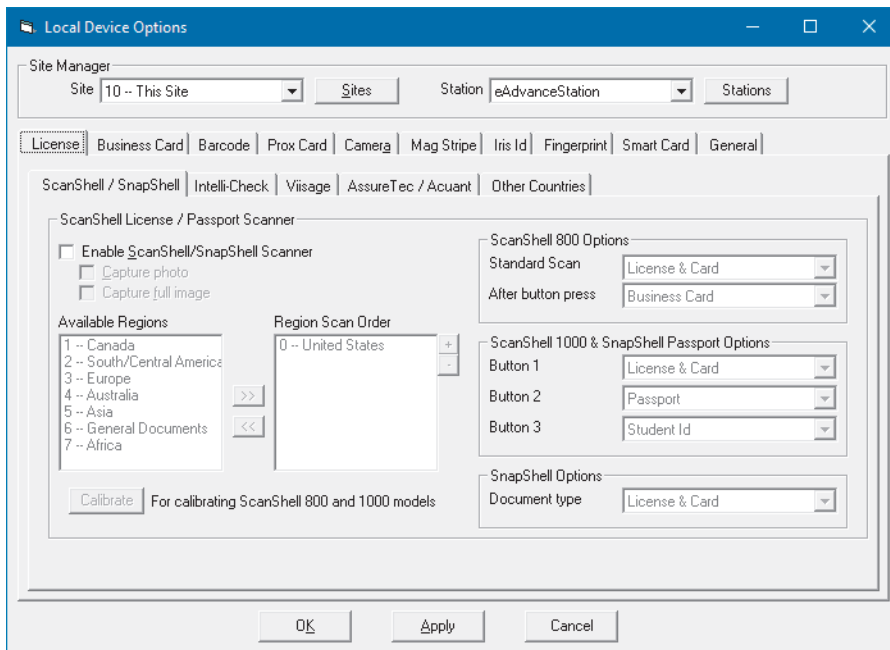 Local Device Options
Site Manager
Site 10 -- This Site Sites Station eAdvanceStation Stations
License Business Card Barcode Prox Card Camera Mag Stripe Iris Id Fingerprint Smart Card General
ScanShell / SnapShell Intelli-Check Viisage AssureTec / Acuant Other Countries
ScanShell License / Passport Scanner
Enable ScanShell/SnapShell Scanner
Capture photo
Capture full image
Available Regions
1 -- Canada
2 -- South/Central America
3 -- Europe
4 -- Australia
5 -- Asia
6 -- General Documents
7 -- Africa
>>
<<
Region Scan Order
0 -- United States
+
-
Calibrate For calibrating ScanShell 800 and 1000 models
ScanShell 800 Options
Standard Scan License & Card
After button press Business Card
ScanShell 1000 & SnapShell Passport Options
Button 1 License & Card
Button 2 Passport
Button 3 Student Id
SnapShell Options
Document type License & Card
OK Apply Cancel